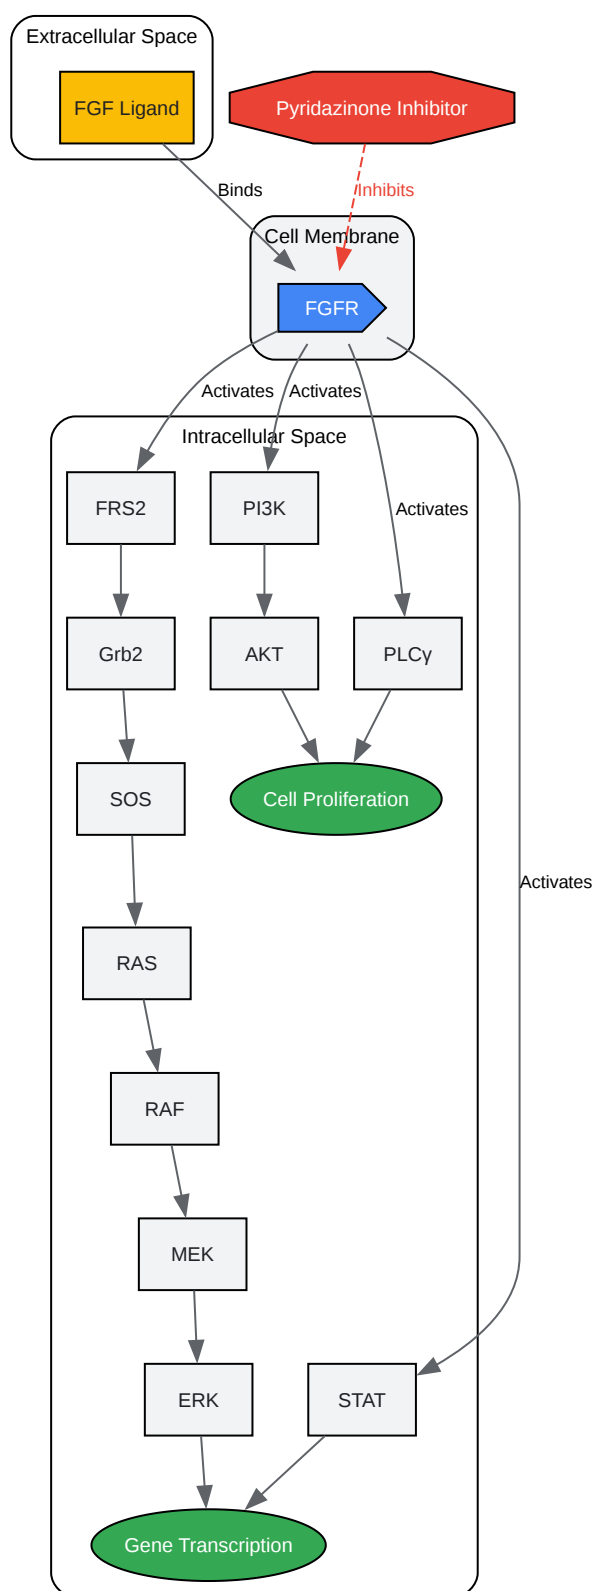 Extracellular Space
FGF Ligand
Pyridazinone Inhibitor
Binds
Inhibits
Cell Membrane
FGFR
Activates
Activates
Intracellular Space
FRS2
PI3K
Activates
Grb2
AKT
PLCγ
SOS
Cell Proliferation
Activates
RAS
RAF
MEK
ERK
STAT
Gene Transcription